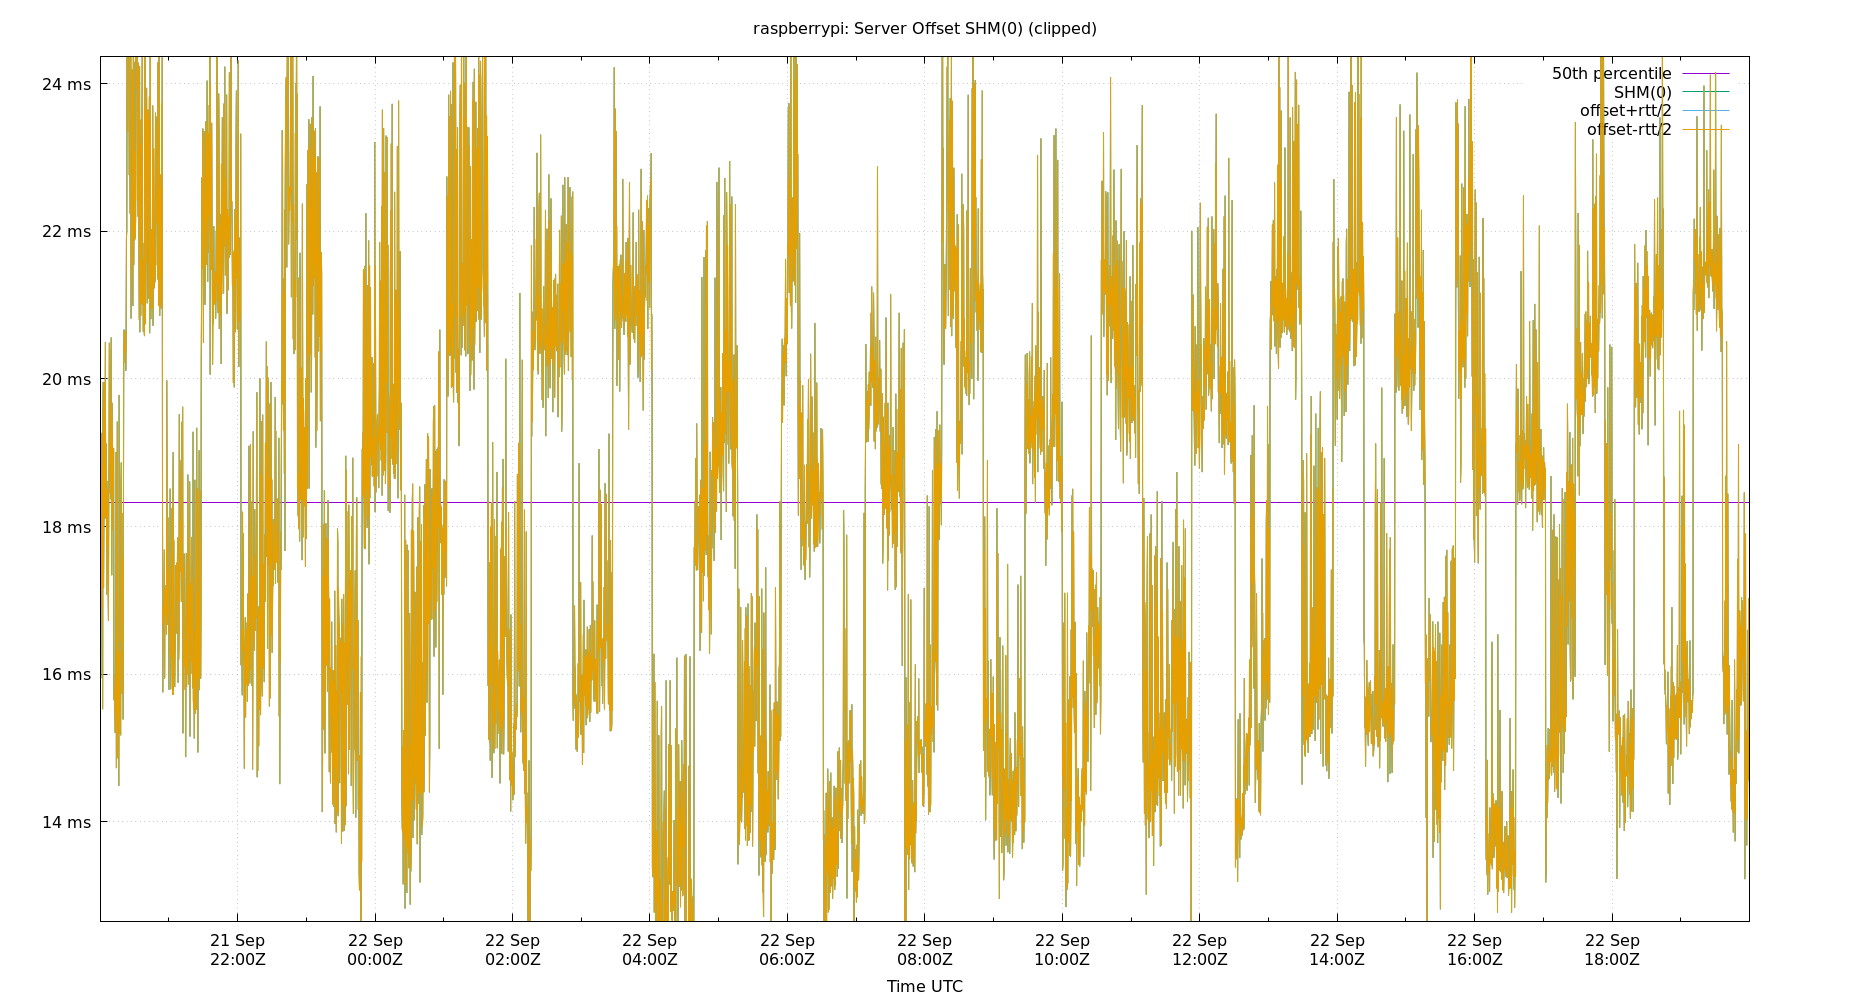 raspberrypi: Server Offset SHM(0) (clipped)
50th percentile
SHM(0)
offset+rtt/2
offset-rtt/2
24 ms
22 ms
20 ms
18 ms
16 ms
14 ms
21 Sep 22 Sep 22 Sep 22 Sep 22 Sep 22 Sep 22 Sep 22 Sep 22 Sep 22 Sep 22 Sep
22:00Z 00:00Z 02:00Z 04:00Z 06:00Z 08:00Z 10:00Z 12:00Z 14:00Z 16:00Z 18:00Z
Time UTC